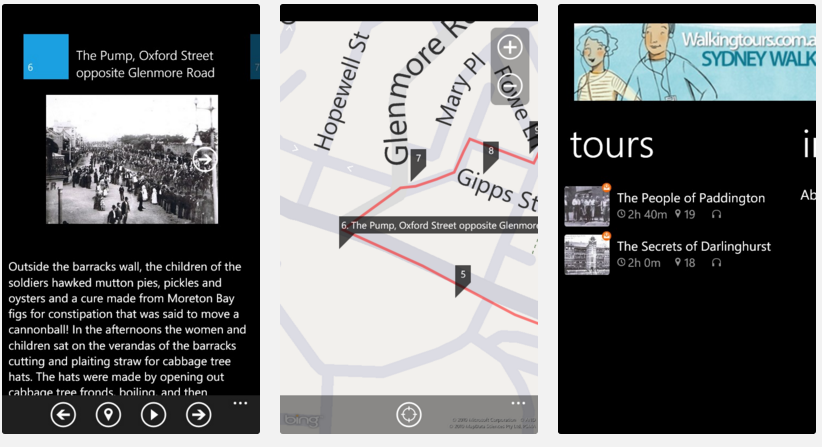 6
The Pump, Oxford Street
opposite Glenmore Road
7
Outside the barracks wall, the children of the
soldiers hawked mutton pies, pickles and
oysters and a cure made from Moreton Bay
figs for constipation that was said to move a
cannonball! In the afternoons the women and
children sat on the verandas of the barracks
cutting and plaiting straw for cabbage tree
hats. The hats were made by opening out
cabbage tree fronds, boiling, and then
Hopewell St
Glenmore Ro
Mary Pl
7
8
9
Gipps St
6. The Pump, Oxford Street opposite Glenmore
5
bing
Walkingtours.com.a
SYDNEY WALK
tours
i
Ab
The People of Paddington
2h 40m 19
The Secrets of Darlinghurst
2h 0m 18